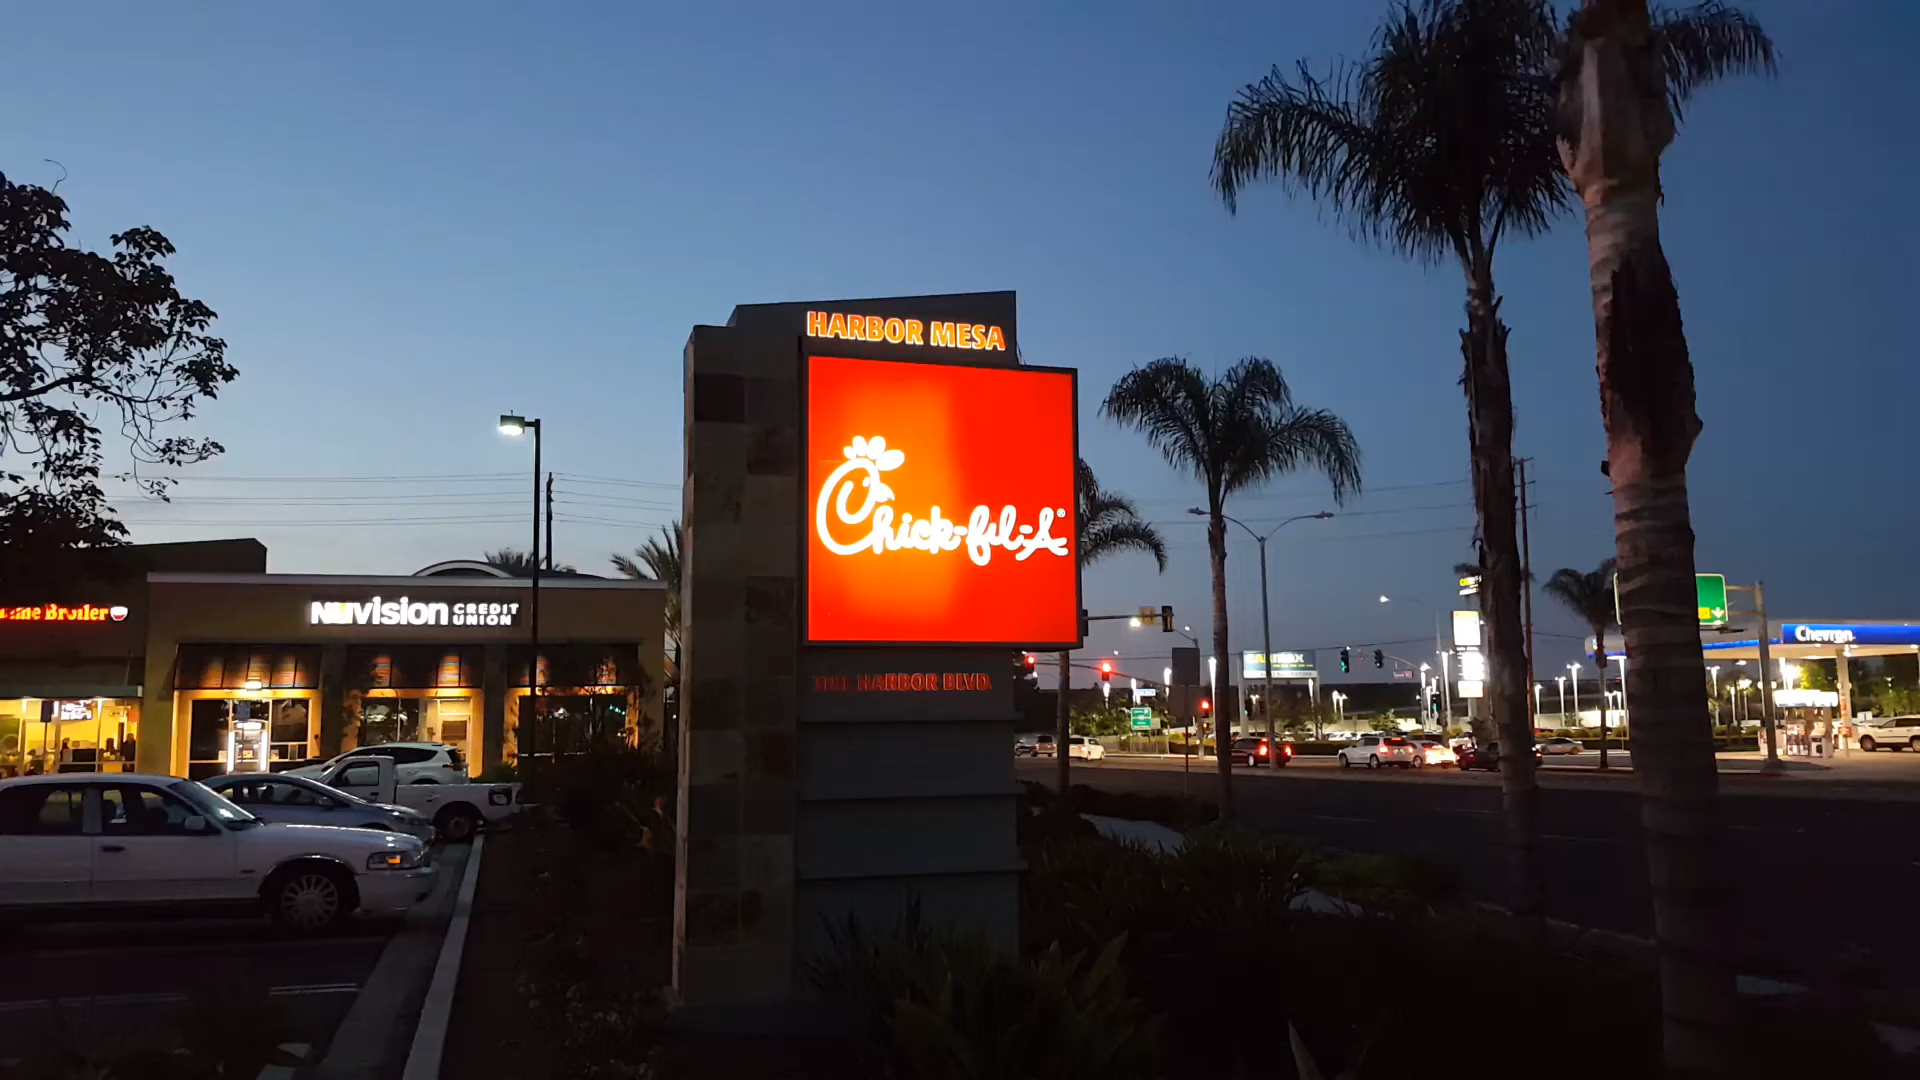 HARBOR MESA
Chick-fil-A®
HARBOR BLVD.
Broiler
NUvision CREDIT
UNION
Chevron